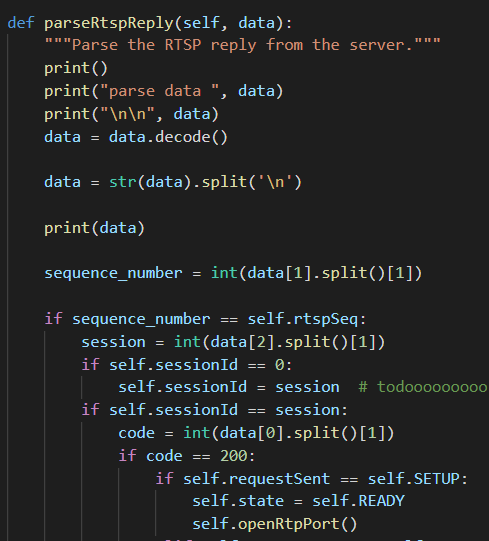 def parseRtspReply(self, data):
    """Parse the RTSP reply from the server."""
    print()
    print("parse data ", data)
    print("\n\n", data)
    data = data.decode()
    data = str(data).split('\n')
    print(data)
    sequence_number = int(data[1].split()[1])
    if sequence_number == self.rtspSeq:
        session = int(data[2].split()[1])
        if self.sessionId == 0:
            self.sessionId = session  # todooooooooo
        if self.sessionId == session:
            code = int(data[0].split()[1])
            if code == 200:
                if self.requestSent == self.SETUP:
                    self.state = self.READY
                    self.openRtpPort()